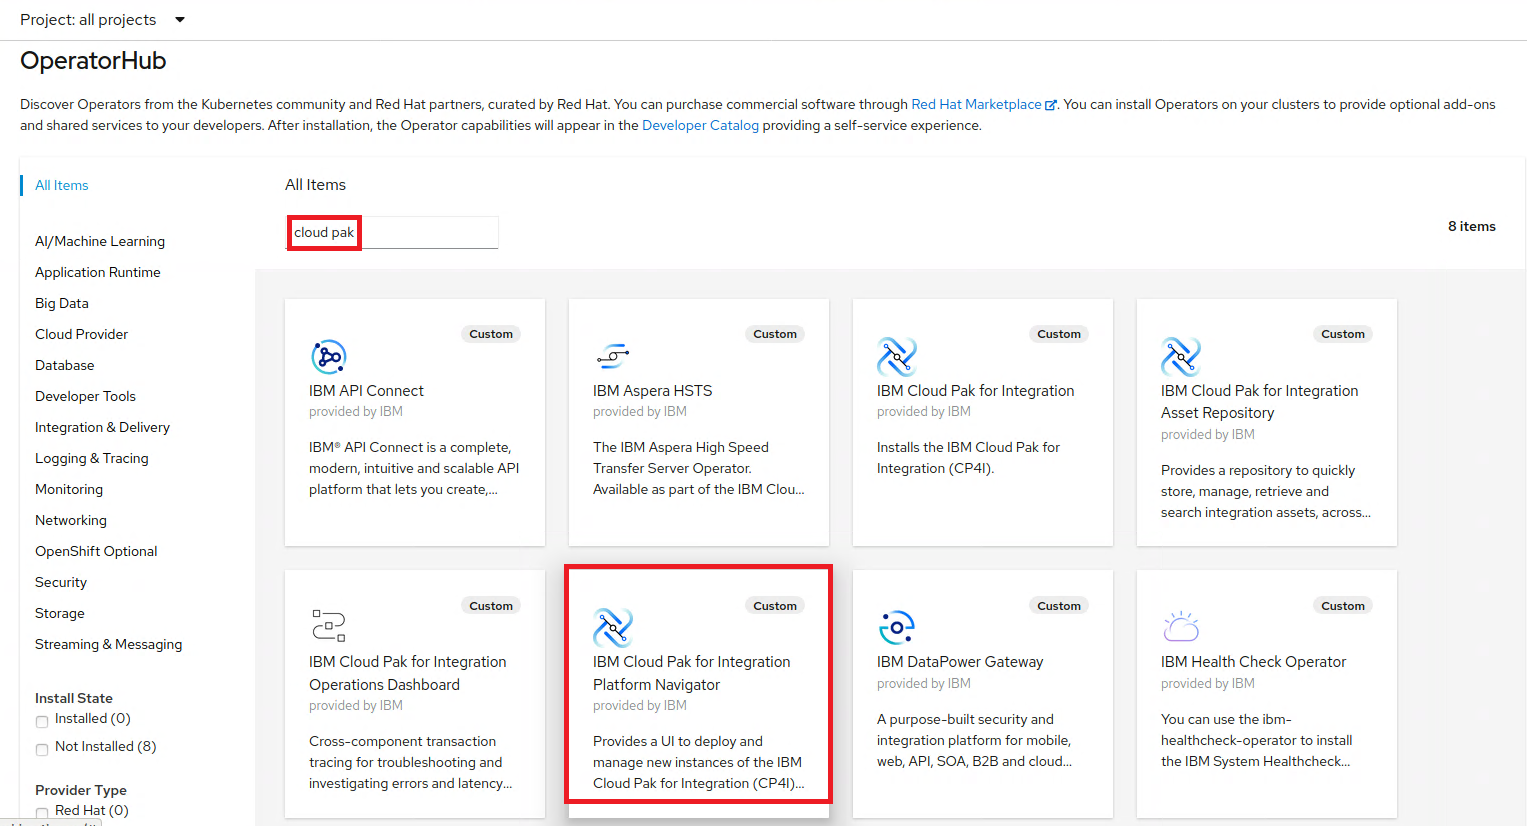 Project: all projects
OperatorHub
Discover Operators from the Kubernetes community and Red Hat partners, curated by Red Hat. You can purchase commercial software through Red Hat Marketplace. You can install Operators on your clusters to provide optional add-ons
and shared services to your developers. After installation, the Operator capabilities will appear in the Developer Catalog providing a self-service experience.
All Items
AI/Machine Learning
Application Runtime
Big Data
Cloud Provider
Database
Developer Tools
Integration & Delivery
Logging & Tracing
Monitoring
Networking
OpenShift Optional
Security
Storage
Streaming & Messaging
Install State
Installed (0)
Not Installed (8)
Provider Type
Red Hat (0)
All Items
cloud pak
8 items
Custom
IBM API Connect
provided by IBM
IBM® API Connect is a complete,
modern, intuitive and scalable API
platform that lets you create,...
Custom
IBM Aspera HSTS
provided by IBM
The IBM Aspera High Speed
Transfer Server Operator.
Available as part of the IBM Clou...
Custom
IBM Cloud Pak for Integration
provided by IBM
Installs the IBM Cloud Pak for
Integration (CP4I).
Custom
IBM Cloud Pak for Integration
Asset Repository
provided by IBM
Provides a repository to quickly
store, manage, retrieve and
search integration assets, across...
Custom
IBM Cloud Pak for Integration
Operations Dashboard
provided by IBM
Cross-component transaction
tracing for troubleshooting and
investigating errors and latency...
Custom
IBM Cloud Pak for Integration
Platform Navigator
provided by IBM
Provides a UI to deploy and
manage new instances of the IBM
Cloud Pak for Integration (CP4I)...
Custom
IBM DataPower Gateway
provided by IBM
A purpose-built security and
integration platform for mobile,
web, API, SOA, B2B and cloud...
Custom
IBM Health Check Operator
provided by IBM
You can use the ibm-
healthcheck-operator to install
the IBM System Healthcheck...